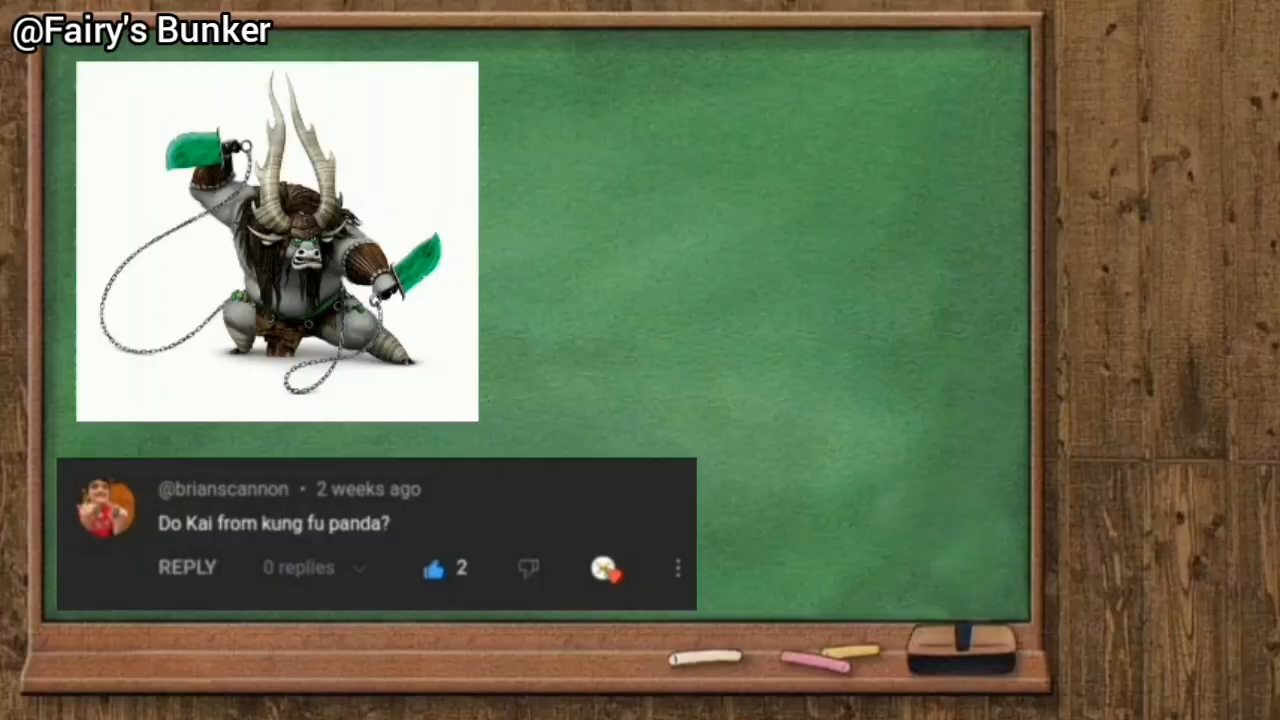 @Fairy's Bunker
@brianscannon • 2 weeks ago
Do Kai from kung fu panda?
REPLY 0 replies 2